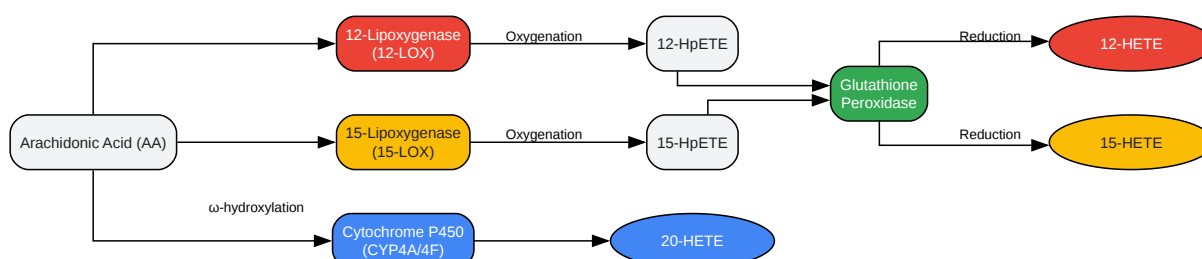 12-Lipoxygenase
(12-LOX)
Oxygenation
12-HpETE
Reduction
12-HETE
Glutathione
Peroxidase
Arachidonic Acid (AA)
15-Lipoxygenase
(15-LOX)
Oxygenation
15-HpETE
Reduction
15-HETE
ω-hydroxylation
Cytochrome P450
(CYP4A/4F)
20-HETE